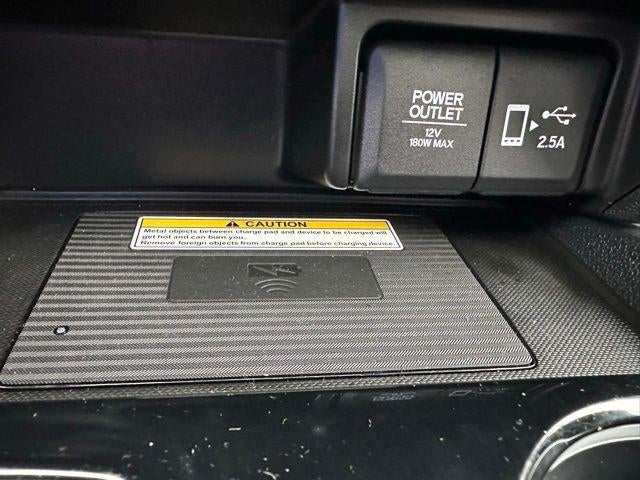 POWER
OUTLET
12V
180W MAX
2.5A
CAUTION
Metal objects between charge pad and device to be charged will
get hot and can burn you.
Remove foreign objects from charge pad before charging device.